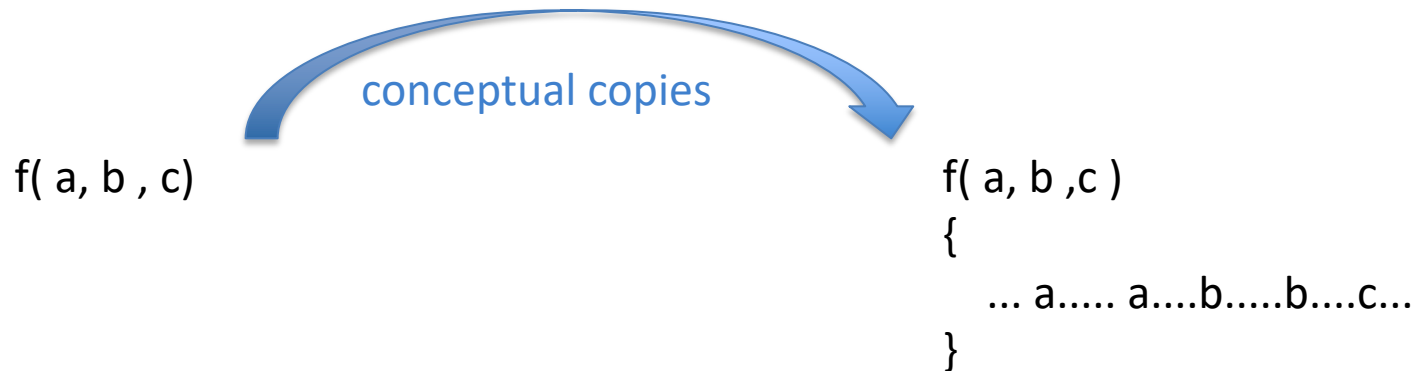 conceptual copies
f( a, b , c)
f( a, b ,c )
{
... a..... a....b.....b....c...
}